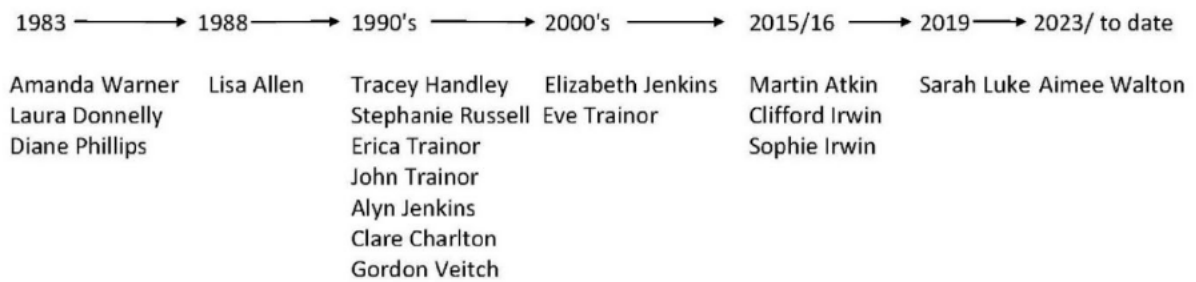 1983 → 1988 → 1990's → 2000's → 2015/16 → 2019 → 2023/ to date
Amanda Warner Lisa Allen Tracey Handley Elizabeth Jenkins Martin Atkin Sarah Luke Aimee Walton
Laura Donnelly Stephanie Russell Eve Trainor Clifford Irwin
Diane Phillips Erica Trainor Sophie Irwin
John Trainor
Alyn Jenkins
Clare Charlton
Gordon Veitch